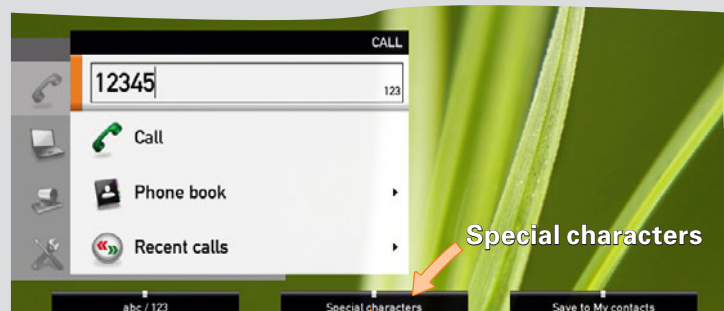 CALL
12345
123
Call
Phone book
Recent calls
Special characters
abc / 123
Special characters
Save to My contacts